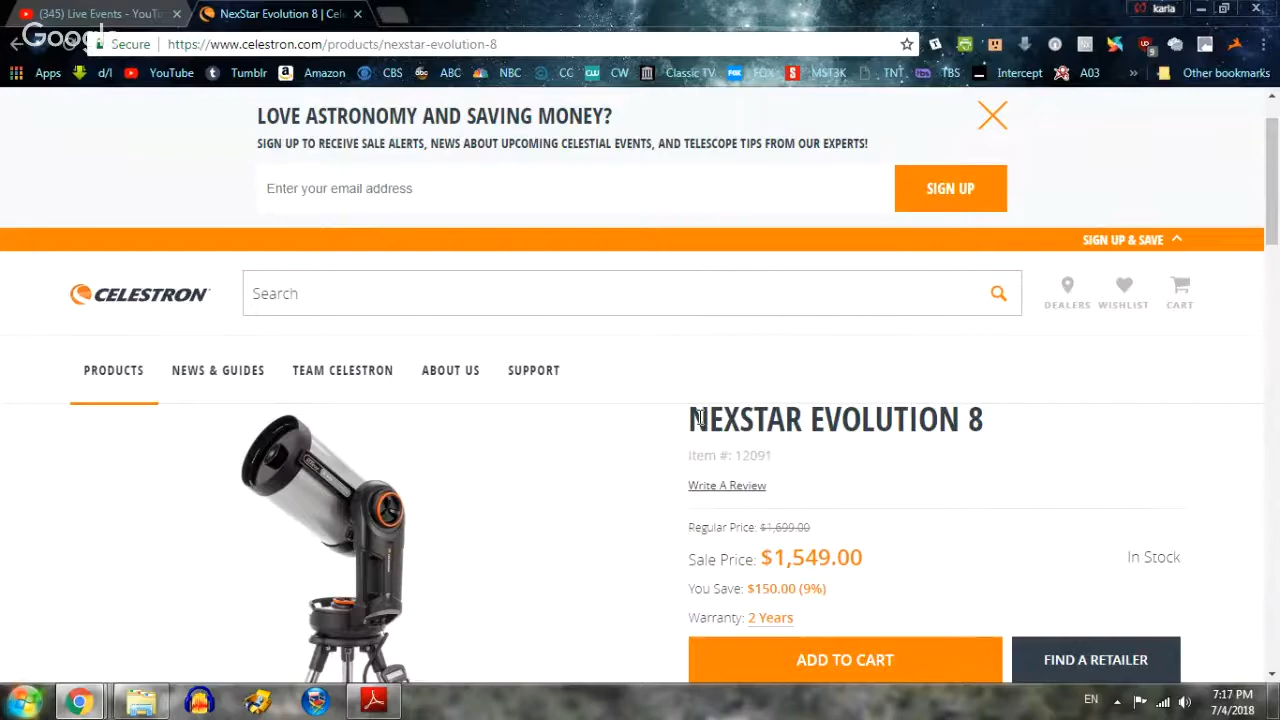 (345) Live Events - YouTu
NexStar Evolution 8 | Cel
karla
Google
Secure
https://www.celestron.com/products/nexstar-evolution-8
9
Apps
d/l
YouTube
Tumblr
Amazon
CBS
abc
ABC
NBC
CC
CW
CW
Classic TV
FOX
FOX
MST3K
TNT
tbs
TBS
Intercept
AO3
»
Other bookmarks
LOVE ASTRONOMY AND SAVING MONEY?
SIGN UP TO RECEIVE SALE ALERTS, NEWS ABOUT UPCOMING CELESTIAL EVENTS, AND TELESCOPE TIPS FROM OUR EXPERTS!
Enter your email address
SIGN UP
SIGN UP & SAVE
CELESTRON
Search
DEALERS
WISHLIST
CART
PRODUCTS
NEWS & GUIDES
TEAM CELESTRON
ABOUT US
SUPPORT
NEXSTAR EVOLUTION 8
Item #: 12091
Write A Review
Regular Price: $1,699.00
Sale Price: $1,549.00
In Stock
You Save: $150.00 (9%)
Warranty: 2 Years
ADD TO CART
FIND A RETAILER
EN
7:17 PM
7/4/2018